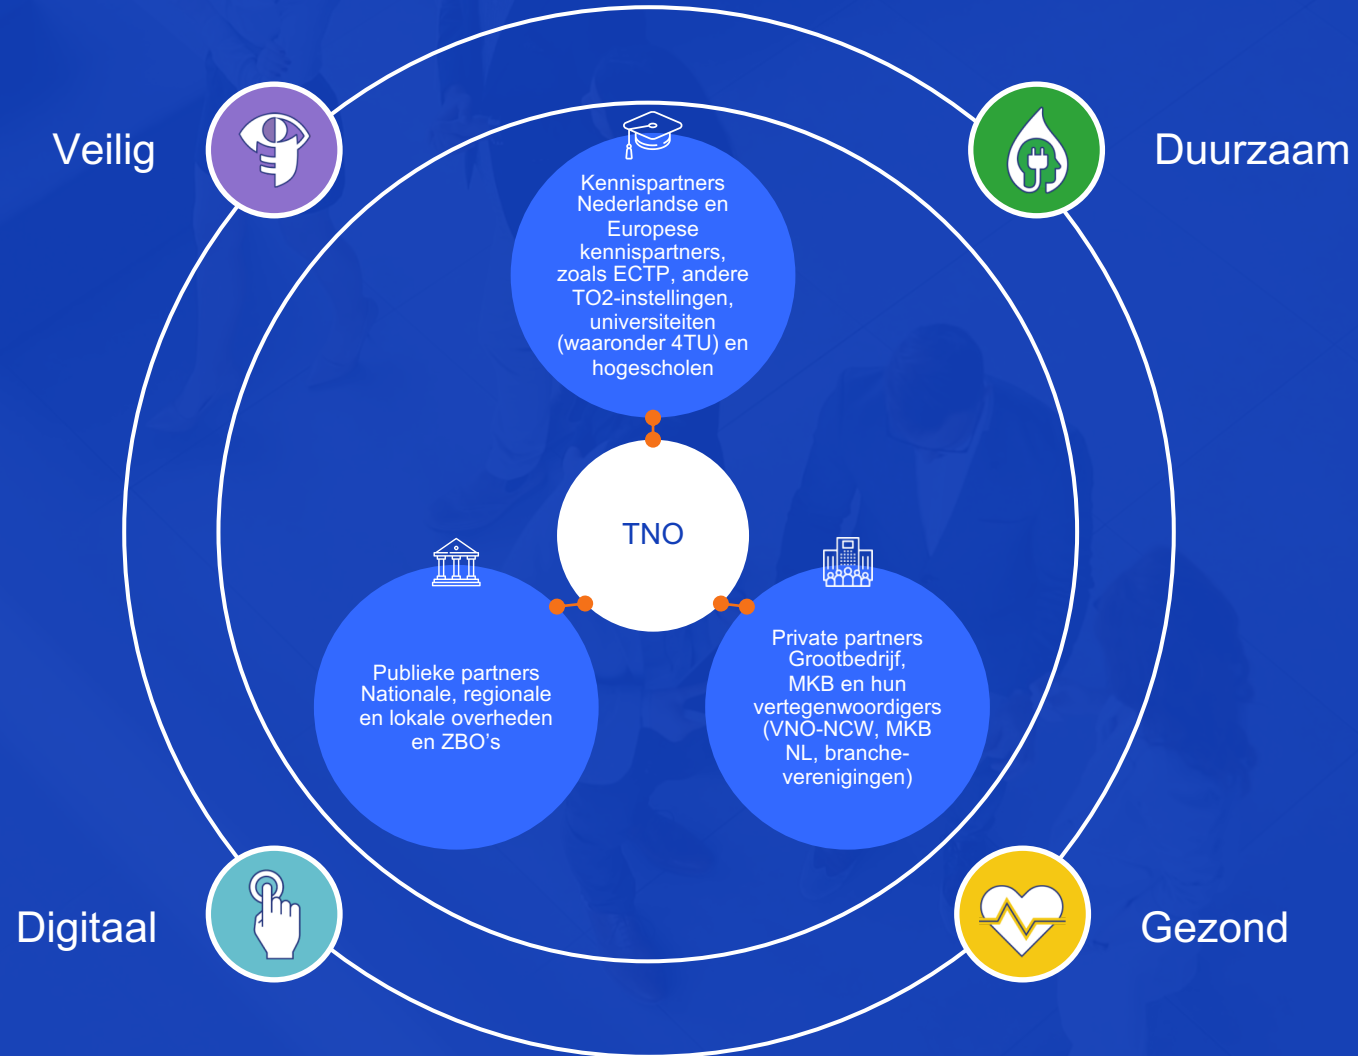 Veilig
Duurzaam
Kennispartners
Nederlandse en
Europese
kennispartners,
zoals ECTP, andere
TO2-instellingen,
universiteiten
(waaronder 4TU) en
hogescholen
TNO
Publieke partners
Nationale, regionale
en lokale overheden
en ZBO’s
Private partners
Grootbedrijf,
MKB en hun
vertegenwoordigers
(VNO-NCW, MKB
NL, branche-
verenigingen)
Digitaal
Gezond